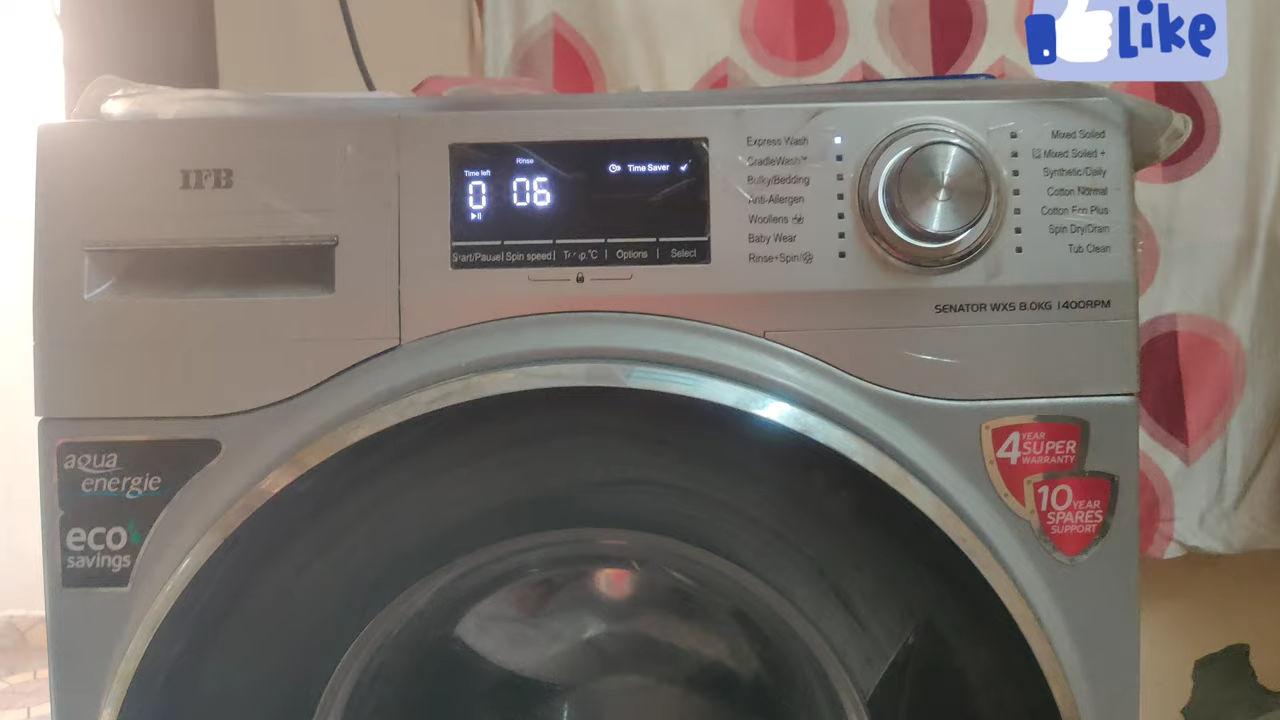 Like
IFB
Rinse
Time left
Time Saver
0 06
Start/Pause
Spin speed
Temp.°C
Options
Select
Express Wash
CradleWash™
Bulky/Bedding
Anti-Allergen
Woollens
Baby Wear
Rinse+Spin/
Mixed Soiled
Mixed Soiled +
Synthetic/Daily
Cotton Normal
Cotton Eco Plus
Spin Dry/Drain
Tub Clean
SENATOR WXS 8.0KG 1400RPM
aqua
energie
eco
savings
4 YEAR
SUPER
WARRANTY
10 YEAR
SPARES
SUPPORT